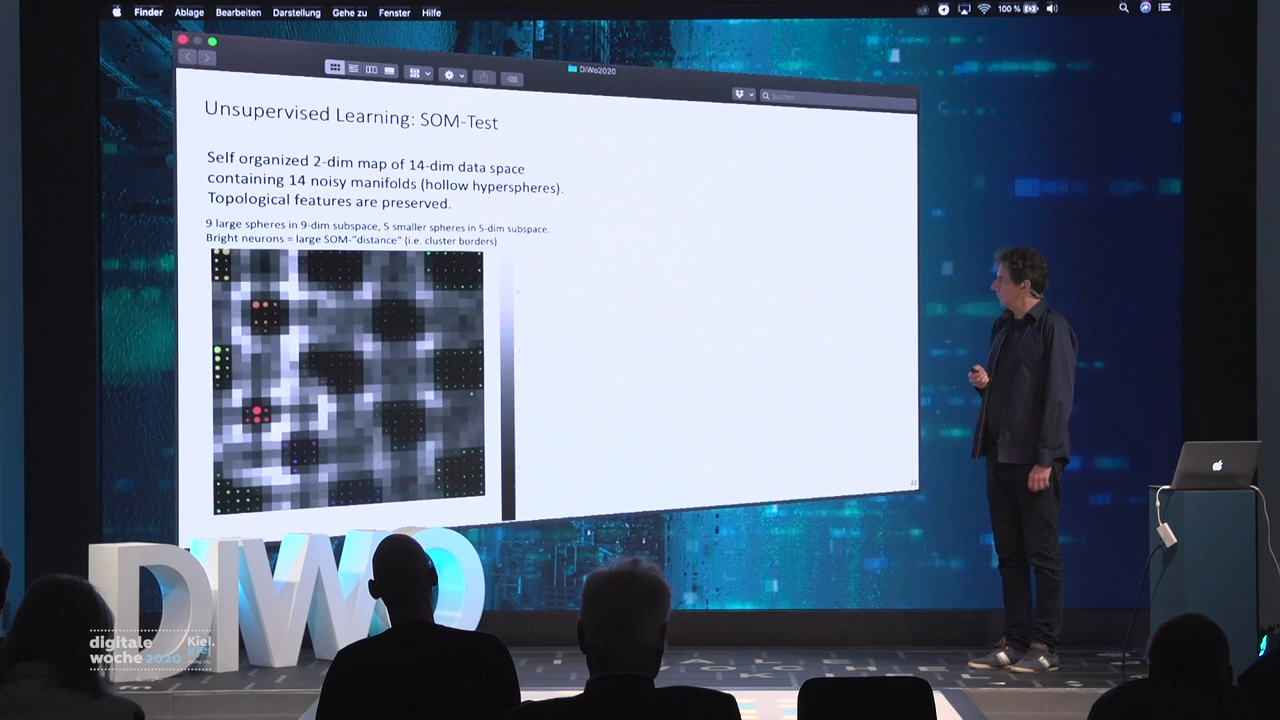 Finder Ablage Bearbeiten Darstellung Gehe zu Fenster Hilfe
100 %
DiWo2020
Suchen
Unsupervised Learning: SOM-Test
Self organized 2-dim map of 14-dim data space
containing 14 noisy manifolds (hollow hyperspheres).
Topological features are preserved.
9 large spheres in 9-dim subspace, 5 smaller spheres in 5-dim subspace.
Bright neurons = large SOM-"distance" (i.e. cluster borders)
22
DiWO
digitale
woche 2020
Kiel.